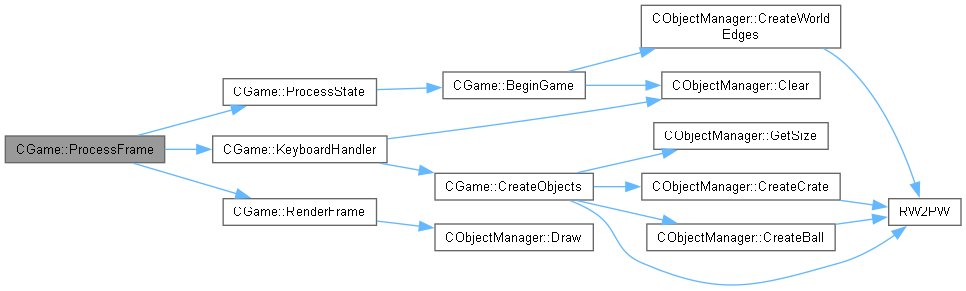 CObjectManager::CreateWorld
Edges
CGame::ProcessState
CGame::BeginGame
CObjectManager::Clear
CObjectManager::GetSize
CGame::ProcessFrame
CGame::KeyboardHandler
CGame::CreateObjects
CObjectManager::CreateCrate
CGame::RenderFrame
RW2PW
CObjectManager::Draw
CObjectManager::CreateBall